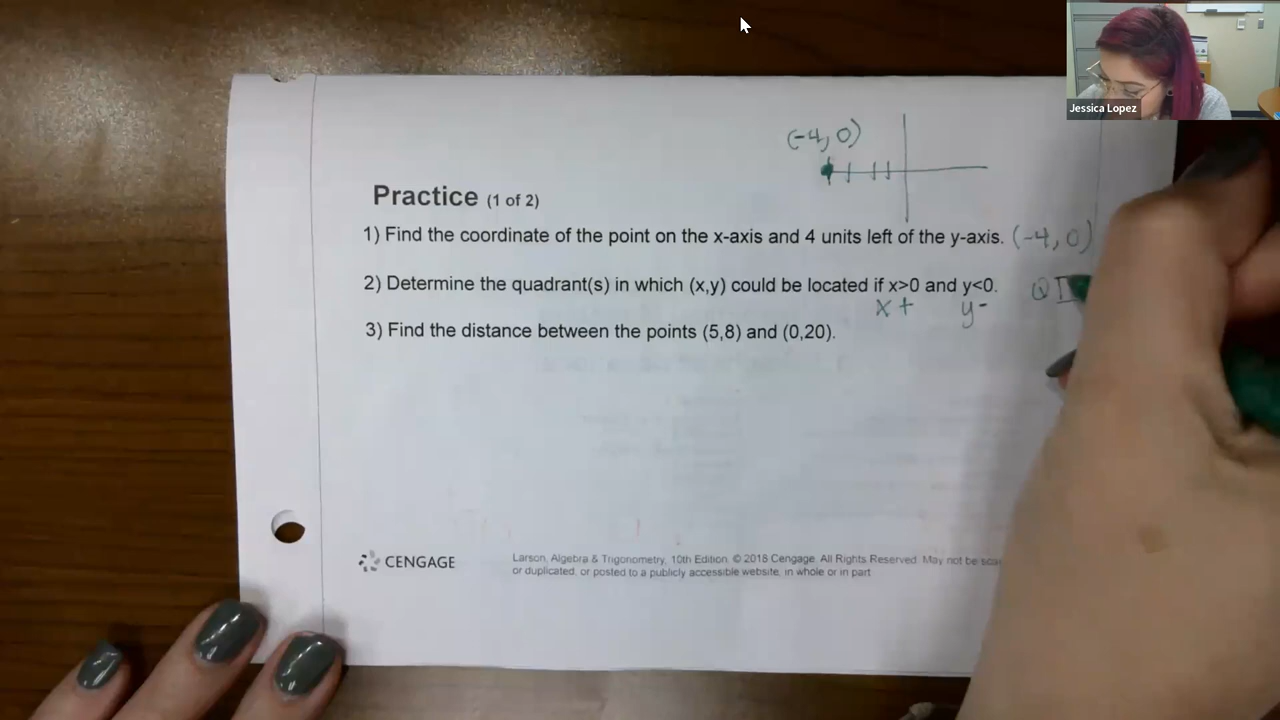 Jessica Lopez
(-4, 0)
Practice (1 of 2)
1) Find the coordinate of the point on the x-axis and 4 units left of the y-axis. (-4, 0)
2) Determine the quadrant(s) in which (x,y) could be located if x>0 and y<0. Q
x + y -
3) Find the distance between the points (5,8) and (0,20).
CENGAGE
Larson, Algebra & Trigonometry, 10th Edition. © 2018 Cengage. All Rights Reserved. May not be
or duplicated, or posted to a publicly accessible website, in whole or in part